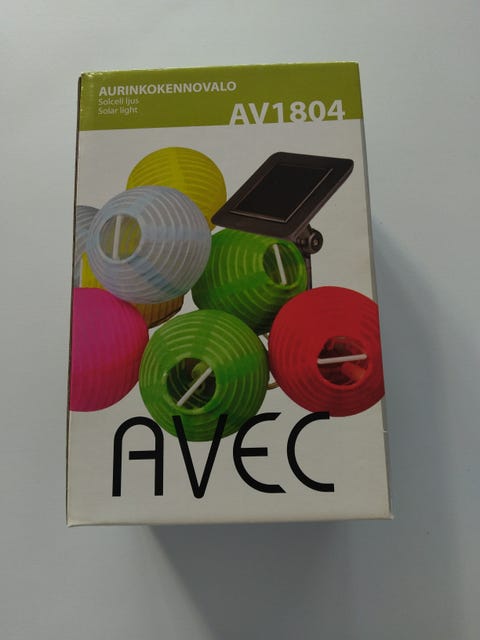 AURINKOKENNOVALO
Solcell ljus
Solar light
AV1804
AVEC